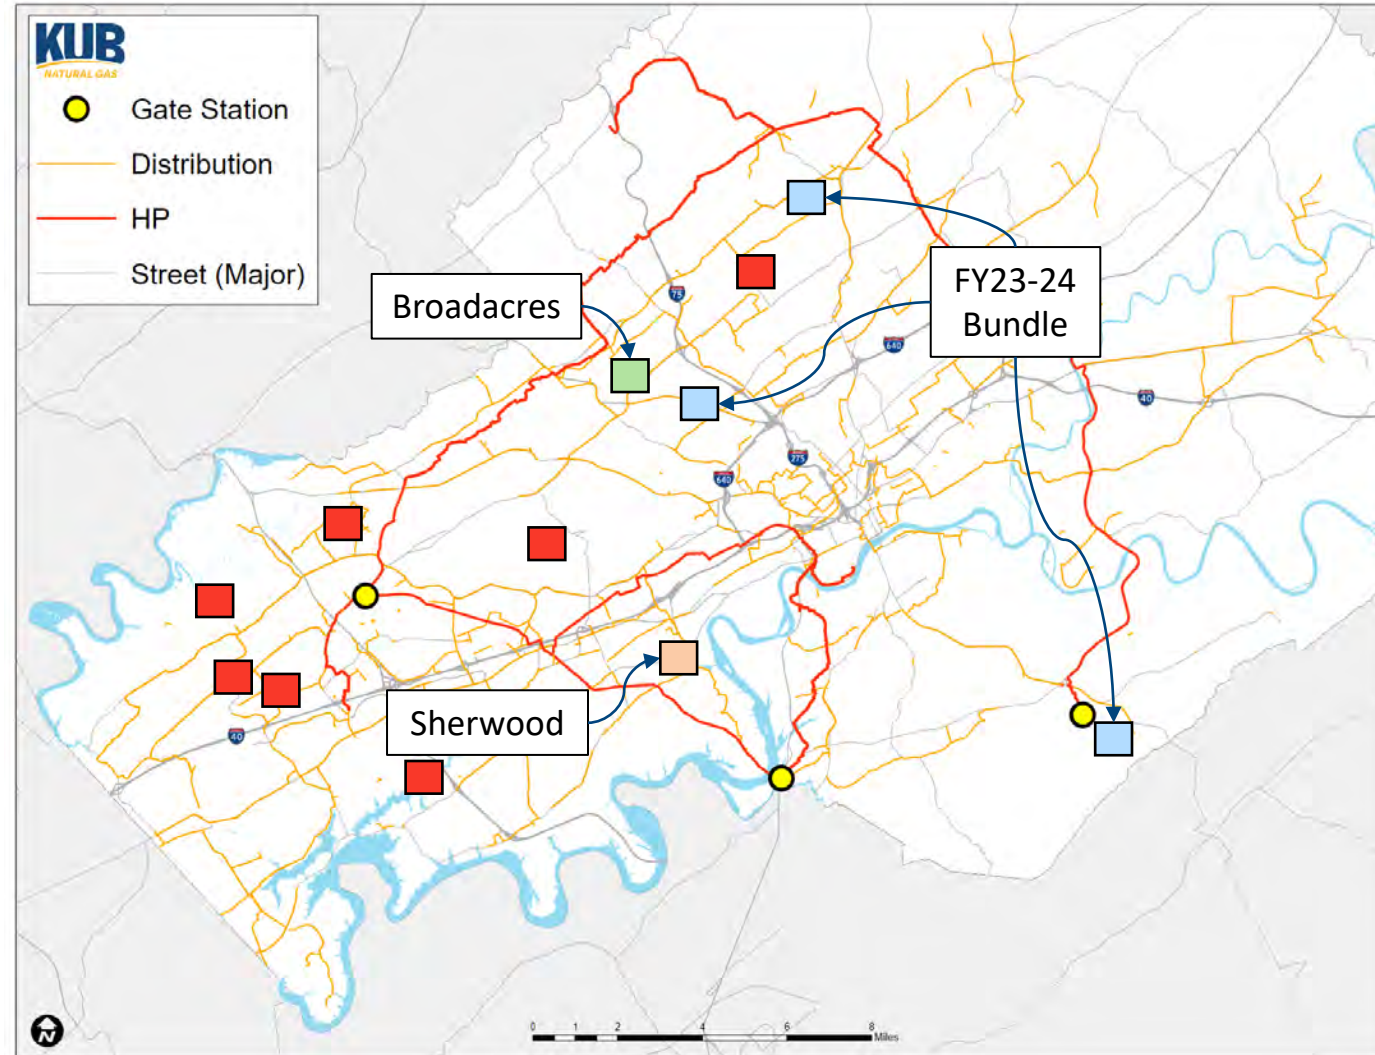 KUB
NATURAL GAS
Gate Station
Distribution
HP
Street (Major)
Broadacres
FY23-24
Bundle
75
640
40
275
640
Sherwood
40
N
0 1 2 4 6 8
Miles